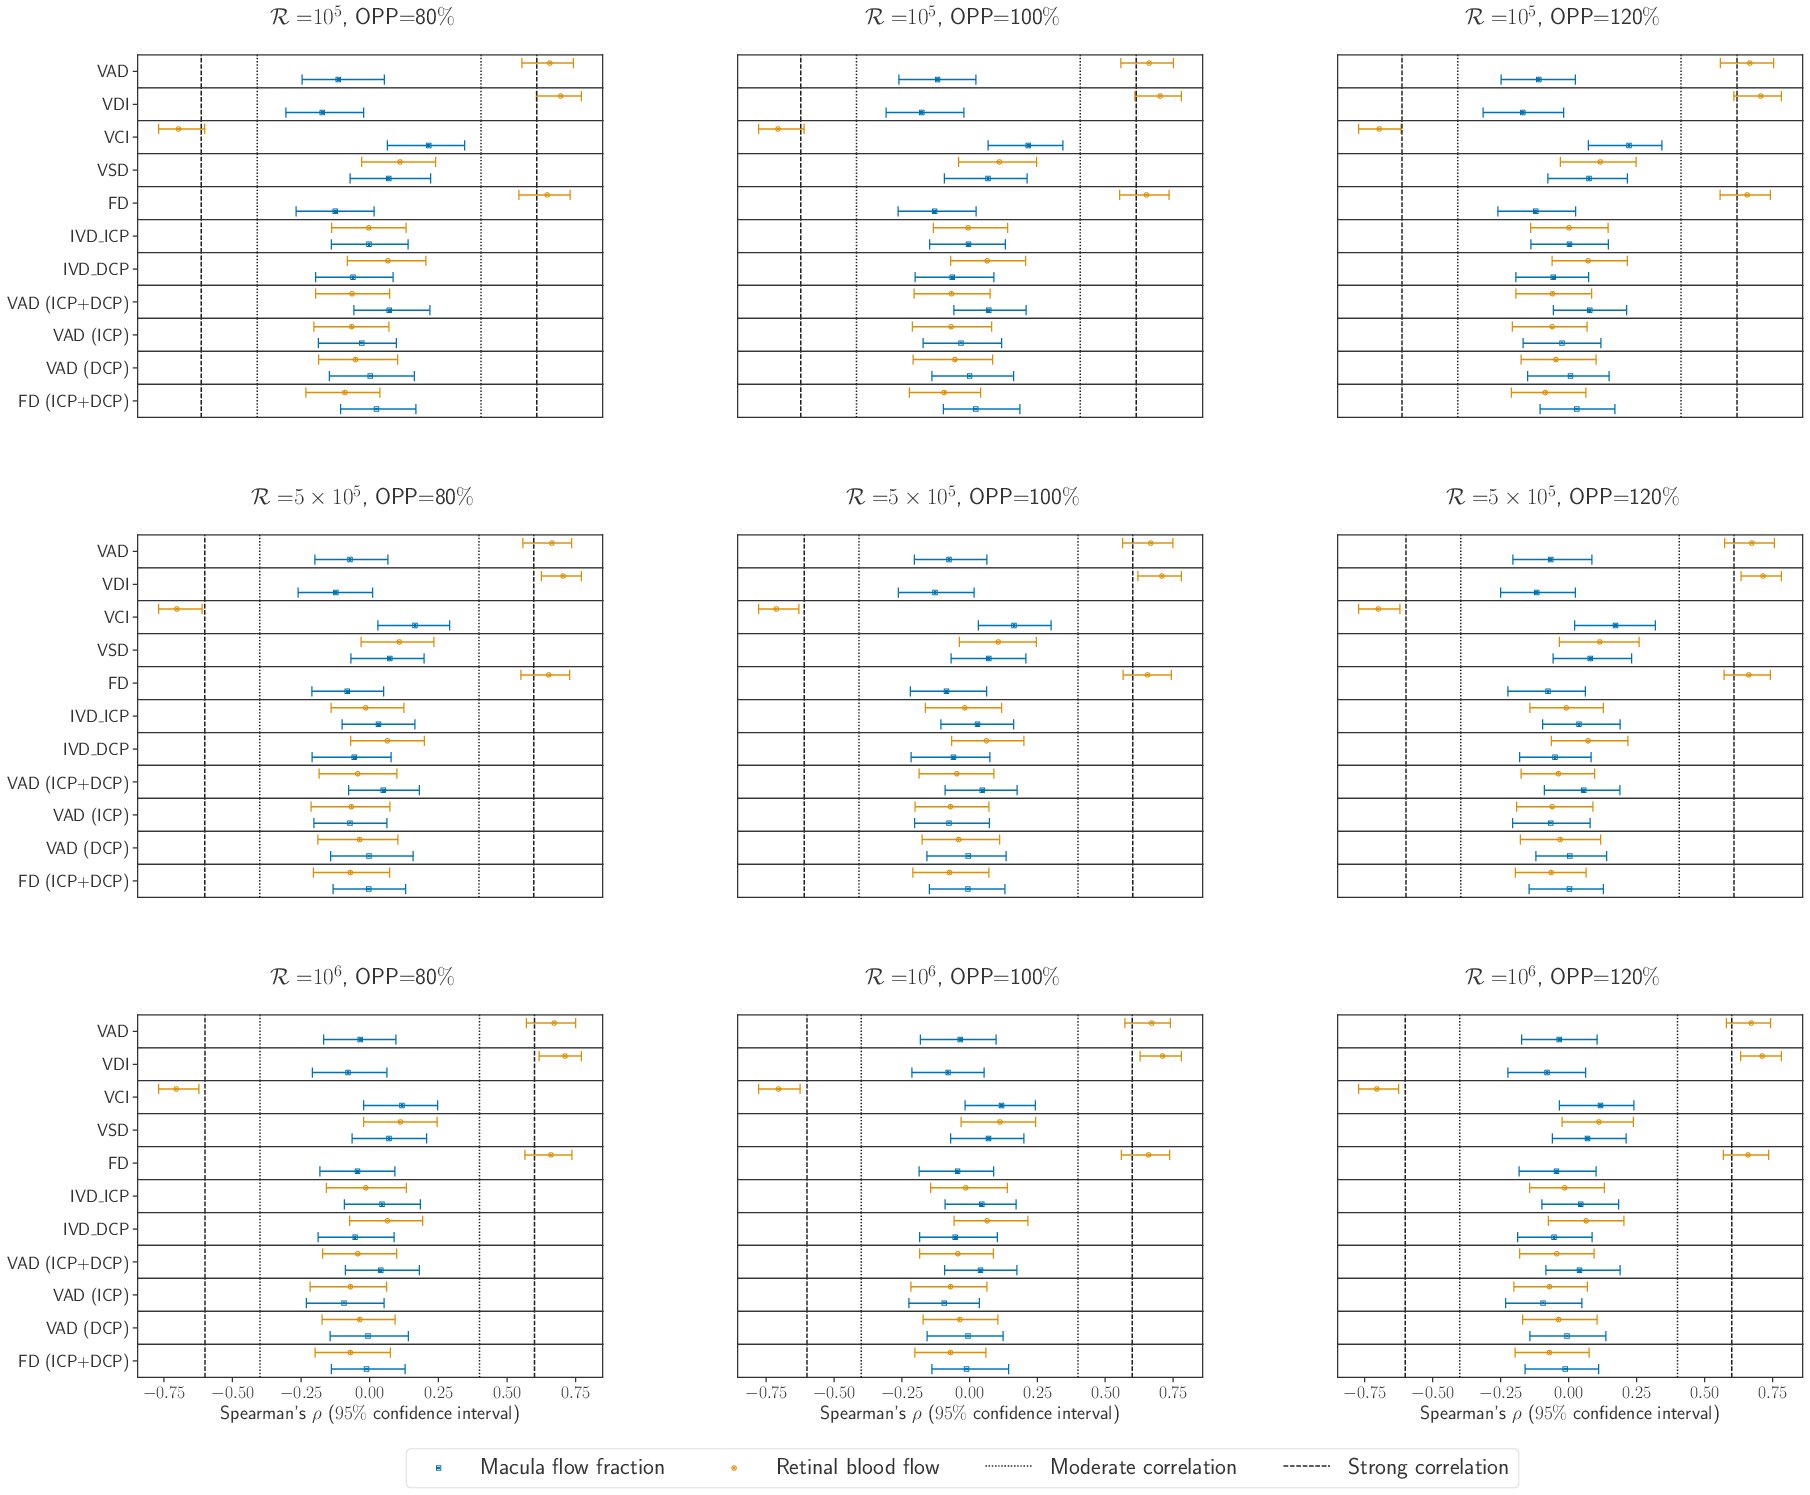 ℛ =10⁵, OPP=80%
ℛ =10⁵, OPP=100%
ℛ =10⁵, OPP=120%
VAD
VDI
VCI
VSD
FD
IVD_ICP
IVD_DCP
VAD (ICP+DCP)
VAD (ICP)
VAD (DCP)
FD (ICP+DCP)
ℛ =5 × 10⁵, OPP=80%
ℛ =5 × 10⁵, OPP=100%
ℛ =5 × 10⁵, OPP=120%
VAD
VDI
VCI
VSD
FD
IVD_ICP
IVD_DCP
VAD (ICP+DCP)
VAD (ICP)
VAD (DCP)
FD (ICP+DCP)
ℛ =10⁶, OPP=80%
ℛ =10⁶, OPP=100%
ℛ =10⁶, OPP=120%
VAD
VDI
VCI
VSD
FD
IVD_ICP
IVD_DCP
VAD (ICP+DCP)
VAD (ICP)
VAD (DCP)
FD (ICP+DCP)
−0.75 −0.50 −0.25 0.00 0.25 0.50 0.75
−0.75 −0.50 −0.25 0.00 0.25 0.50 0.75
−0.75 −0.50 −0.25 0.00 0.25 0.50 0.75
Spearman's ρ (95% confidence interval)
Spearman's ρ (95% confidence interval)
Spearman's ρ (95% confidence interval)
Macula flow fraction
Retinal blood flow
Moderate correlation
Strong correlation